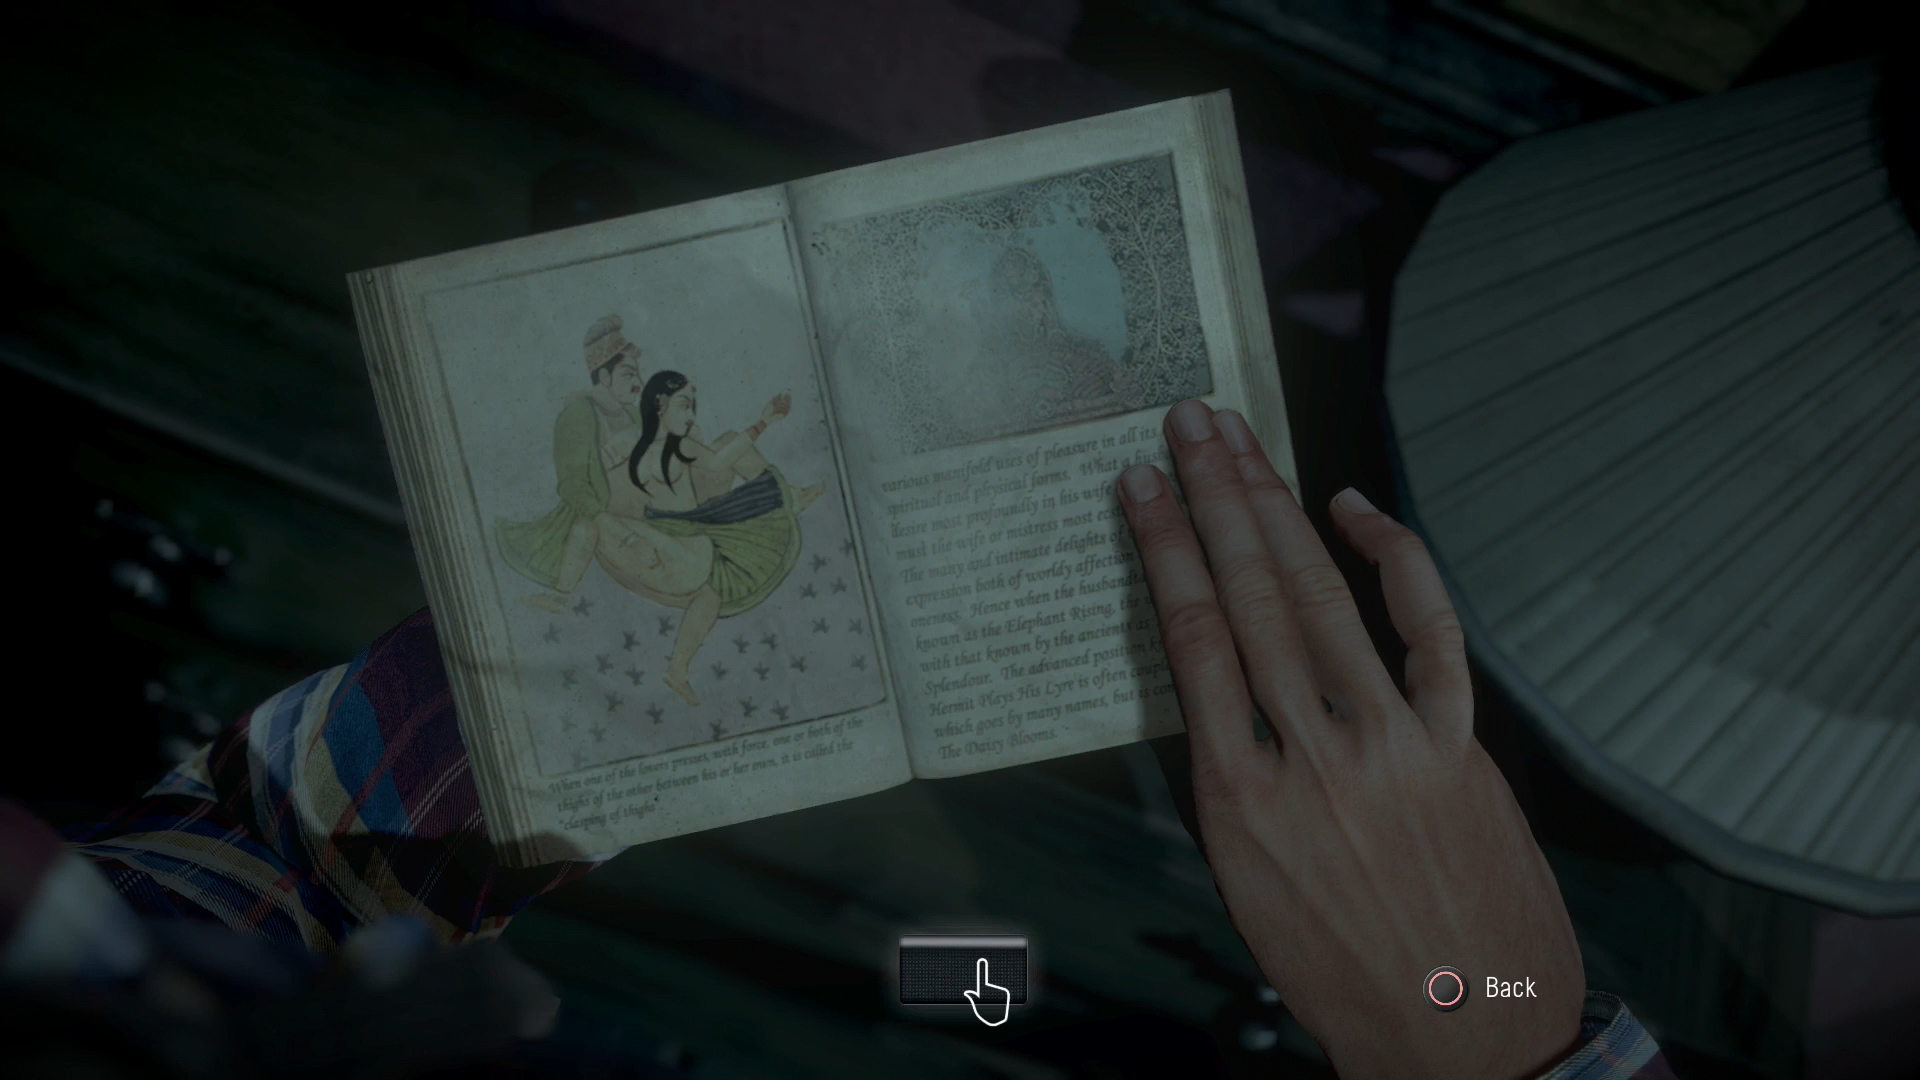 When one of the lovers presses, with force, one or both of the
thighs of the other between his or her own, it is called the
"clasping of thighs"
various manifold uses of pleasure in all its
spiritual and physical forms. What a
desire most profoundly in his wife
must the wife or mistress most
The many and intimate delights of
expression both of worldy affection
oneness. Hence when the
known as the Elephant Rising, the
with that known by the ancients as
Splendour. The advanced position
Hermit Plays His Lyre is often
which goes by many names, but is
The Daisy Blooms.
Back